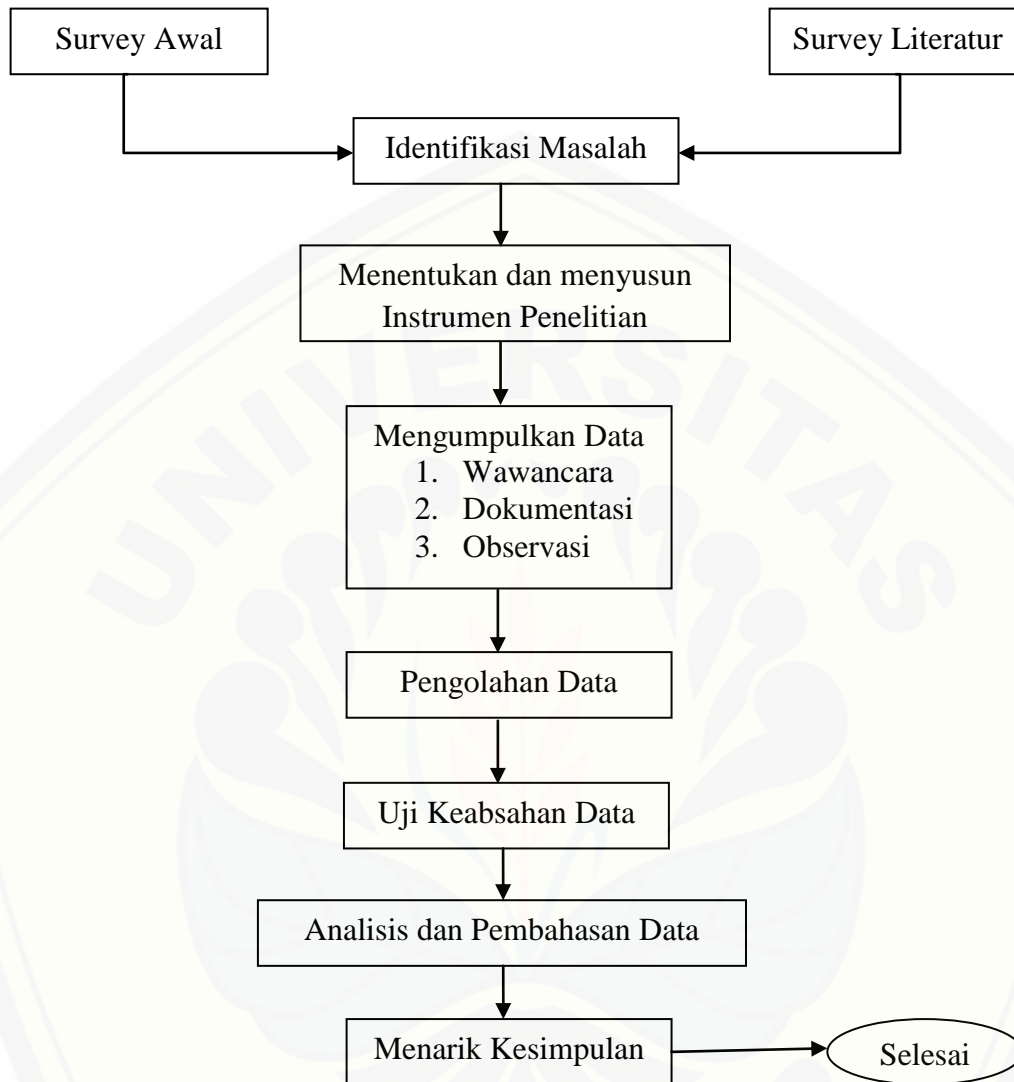 Survey Awal
Survey Literatur
Identifikasi Masalah
Menentukan dan menyusun
Instrumen Penelitian
UNIVERSITAS
Mengumpulkan Data
1. Wawancara
2. Dokumentasi
3. Observasi
Pengolahan Data
Uji Keabsahan Data
Analisis dan Pembahasan Data
Menarik Kesimpulan
Selesai